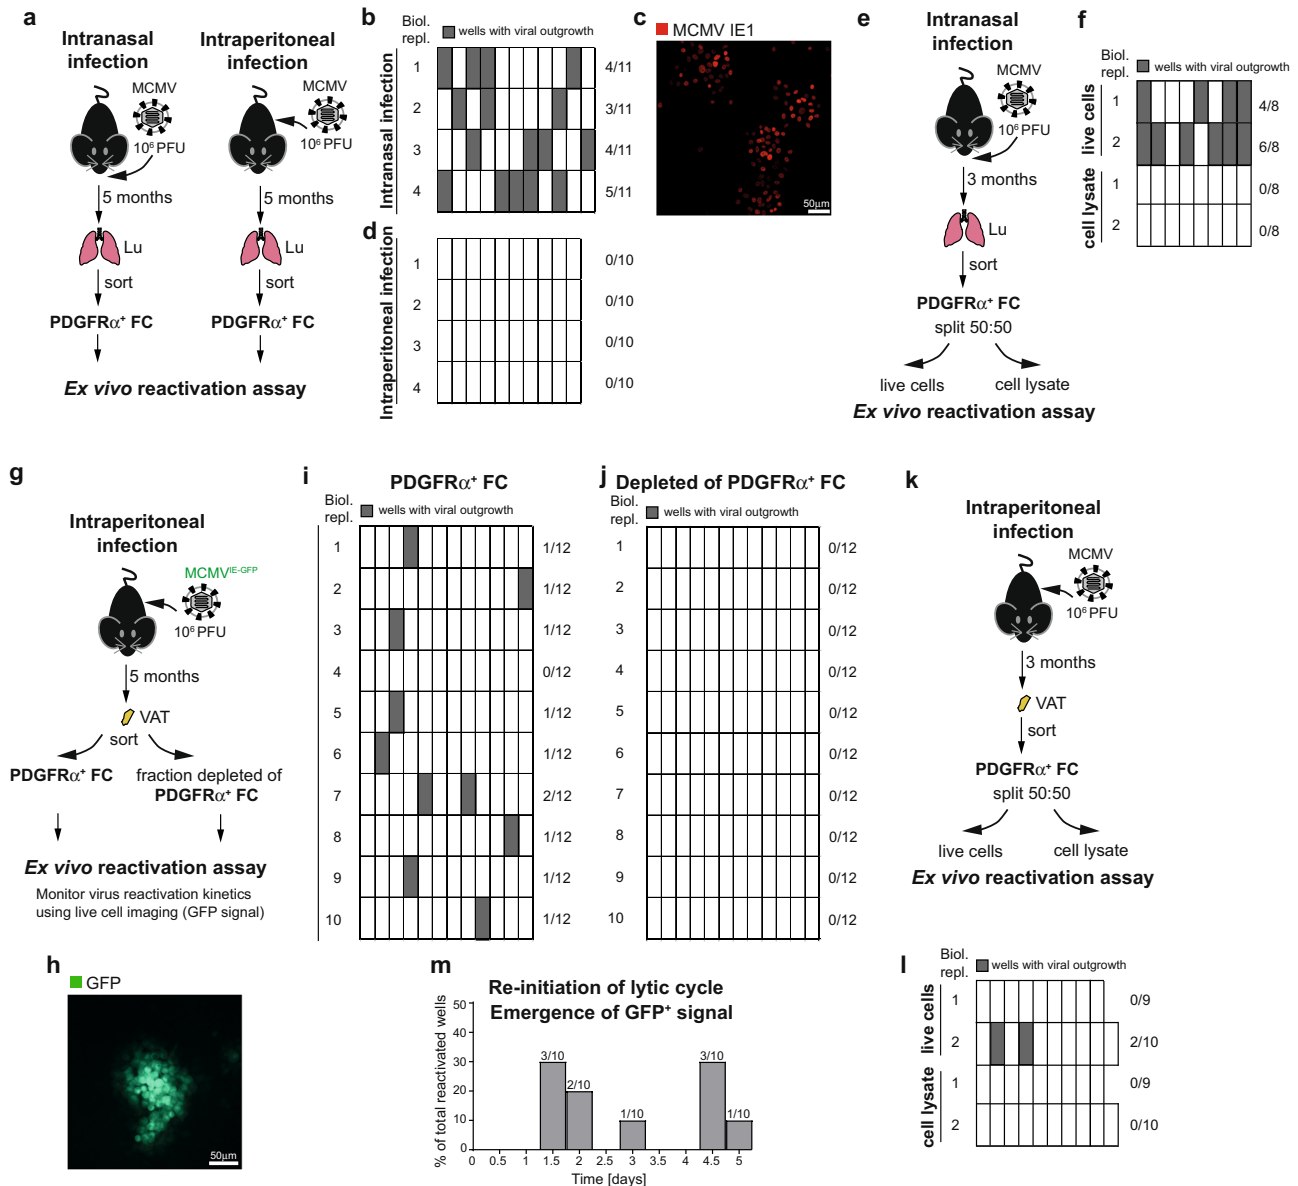 a
Intranasal
infection
MCMV
10⁶ PFU
5 months
Lu
sort
PDGFRα⁺ FC
Intraperitoneal
infection
MCMV
10⁶ PFU
5 months
Lu
sort
PDGFRα⁺ FC
Ex vivo reactivation assay
b
Biol.
repl.
wells with viral outgrowth
Intranasal infection
1 4/11
2 3/11
3 4/11
4 5/11
c
MCMV IE1
50µm
d
Intraperitoneal infection
1 0/10
2 0/10
3 0/10
4 0/10
e
Intranasal
infection
MCMV
10⁶ PFU
3 months
Lu
sort
PDGFRα⁺ FC
split 50:50
live cells
cell lysate
Ex vivo reactivation assay
f
Biol.
repl.
wells with viral outgrowth
live cells
1 4/8
2 6/8
cell lysate
1 0/8
2 0/8
g
Intraperitoneal
infection
MCMV^IE-GFP
10⁶ PFU
5 months
VAT
sort
PDGFRα⁺ FC
fraction depleted of
PDGFRα⁺ FC
Ex vivo reactivation assay
Monitor virus reactivation kinetics
using live cell imaging (GFP signal)
h
GFP
50µm
i
PDGFRα⁺ FC
Biol.
repl.
wells with viral outgrowth
1 1/12
2 1/12
3 1/12
4 0/12
5 1/12
6 1/12
7 2/12
8 1/12
9 1/12
10 1/12
j
Depleted of PDGFRα⁺ FC
Biol.
repl.
wells with viral outgrowth
1 0/12
2 0/12
3 0/12
4 0/12
5 0/12
6 0/12
7 0/12
8 0/12
9 0/12
10 0/12
k
Intraperitoneal
infection
MCMV
10⁶ PFU
3 months
VAT
sort
PDGFRα⁺ FC
split 50:50
live cells
cell lysate
Ex vivo reactivation assay
l
Biol.
repl.
wells with viral outgrowth
live cells
1 0/9
2 2/10
cell lysate
1 0/9
2 0/10
m
Re-initiation of lytic cycle
Emergence of GFP⁺ signal
% of total reactivated wells
50
40
30
20
10
0
3/10
2/10
1/10
3/10
1/10
0 0.5 1 1.5 2 2.5 3 3.5 4 4.5 5
Time [days]